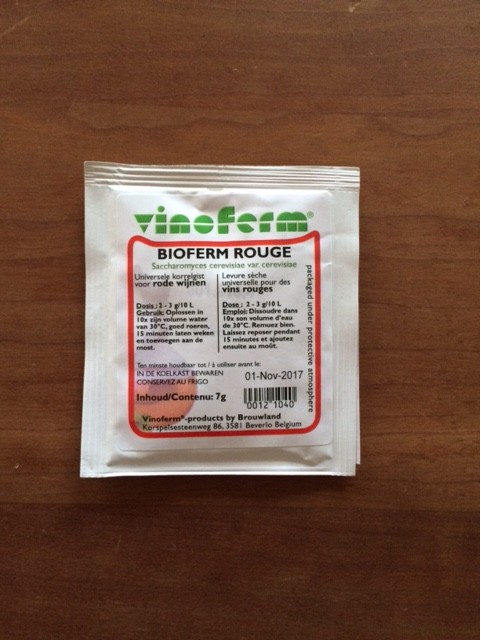 vinoferm®
BIOFERM ROUGE
Saccharomyces cerevisiae var. cerevisiae
Universele korrelgist
voor rode wijnen
Dosis : 2 - 3 g/10 L
Gebruik: Oplossen in
10x zijn volume water
van 30°C, goed roeren,
15 minuten laten weken
en toevoegen aan de
most.
Levure sèche
universelle pour des
vins rouges
Dose : 2 - 3 g/10 L
Emploi: Dissoudre dans
10x son volume d'eau
de 30°C. Remuez bien.
Laissez reposer pendant
15 minutes et ajoutez
ensuite au moût.
packaged under protective atmosphere
Ten minste houdbaar tot / à utiliser avant le:
IN DE KOELKAST BEWAREN
CONSERVEZ AU FRIGO
01-Nov-2017
Inhoud/Contenu: 7g
0012 1040
Vinoferm®-products by Brouwland
Korspelsesteenweg 86, 3581 Beverlo Belgium